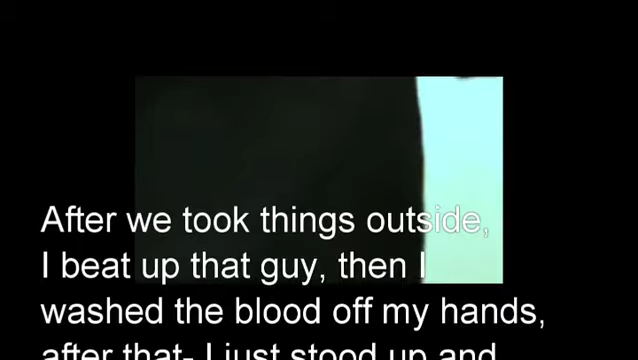 After we took things outside,
I beat up that guy, then I
washed the blood off my hands,
after that- I just stood up and